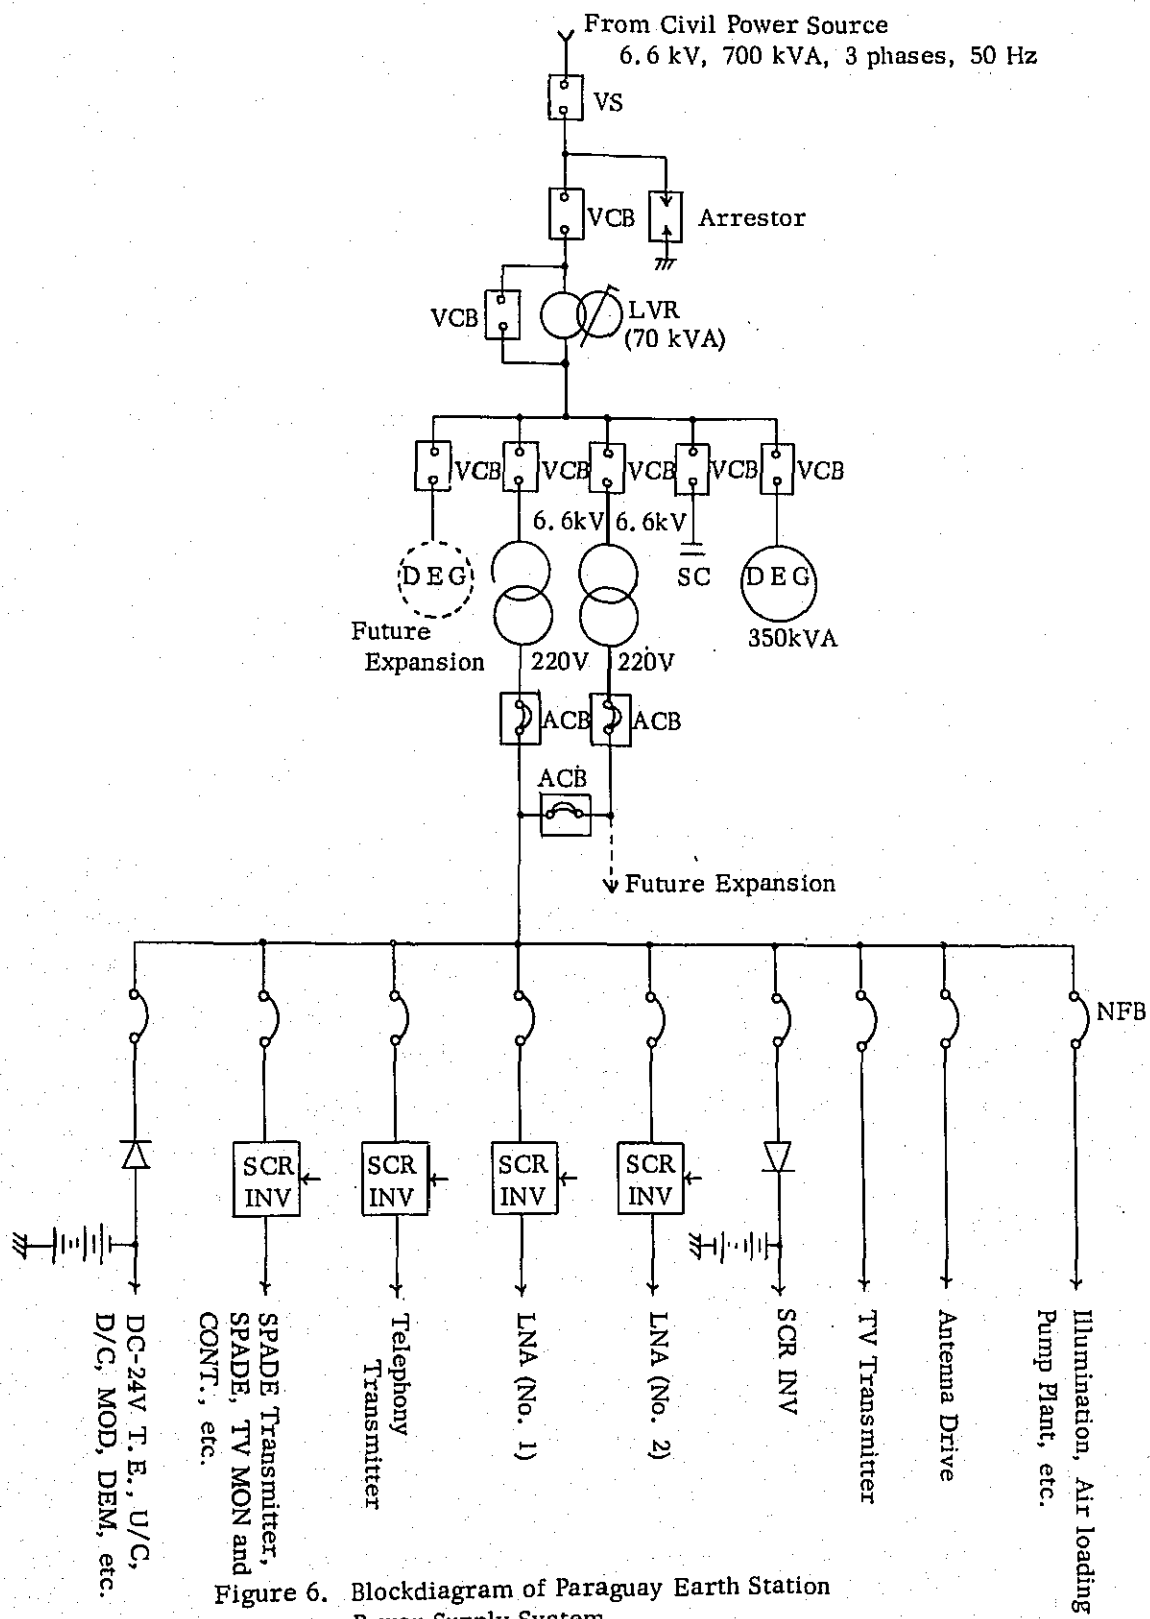 From Civil Power Source
6.6 kV, 700 kVA, 3 phases, 50 Hz
VS
VCB
Arrestor
VCB
LVR
(70 kVA)
VCB
VCB
VCB
VCB
VCB
6.6kV
6.6kV
DEG
SC
DEG
350kVA
Future
Expansion
220V
220V
ACB
ACB
ACB
Future Expansion
NFB
SCR
INV
SCR
INV
SCR
INV
SCR
INV
DC-24V T.E., U/C,
D/C, MOD, DEM, etc.
SPADE Transmitter,
SPADE, TV MON and
CONT., etc.
Telephony
Transmitter
LNA (No. 1)
LNA (No. 2)
SCR INV
TV Transmitter
Antenna Drive
Illumination, Air loading
Pump Plant, etc.
Figure 6. Blockdiagram of Paraguay Earth Station
Power Supply System